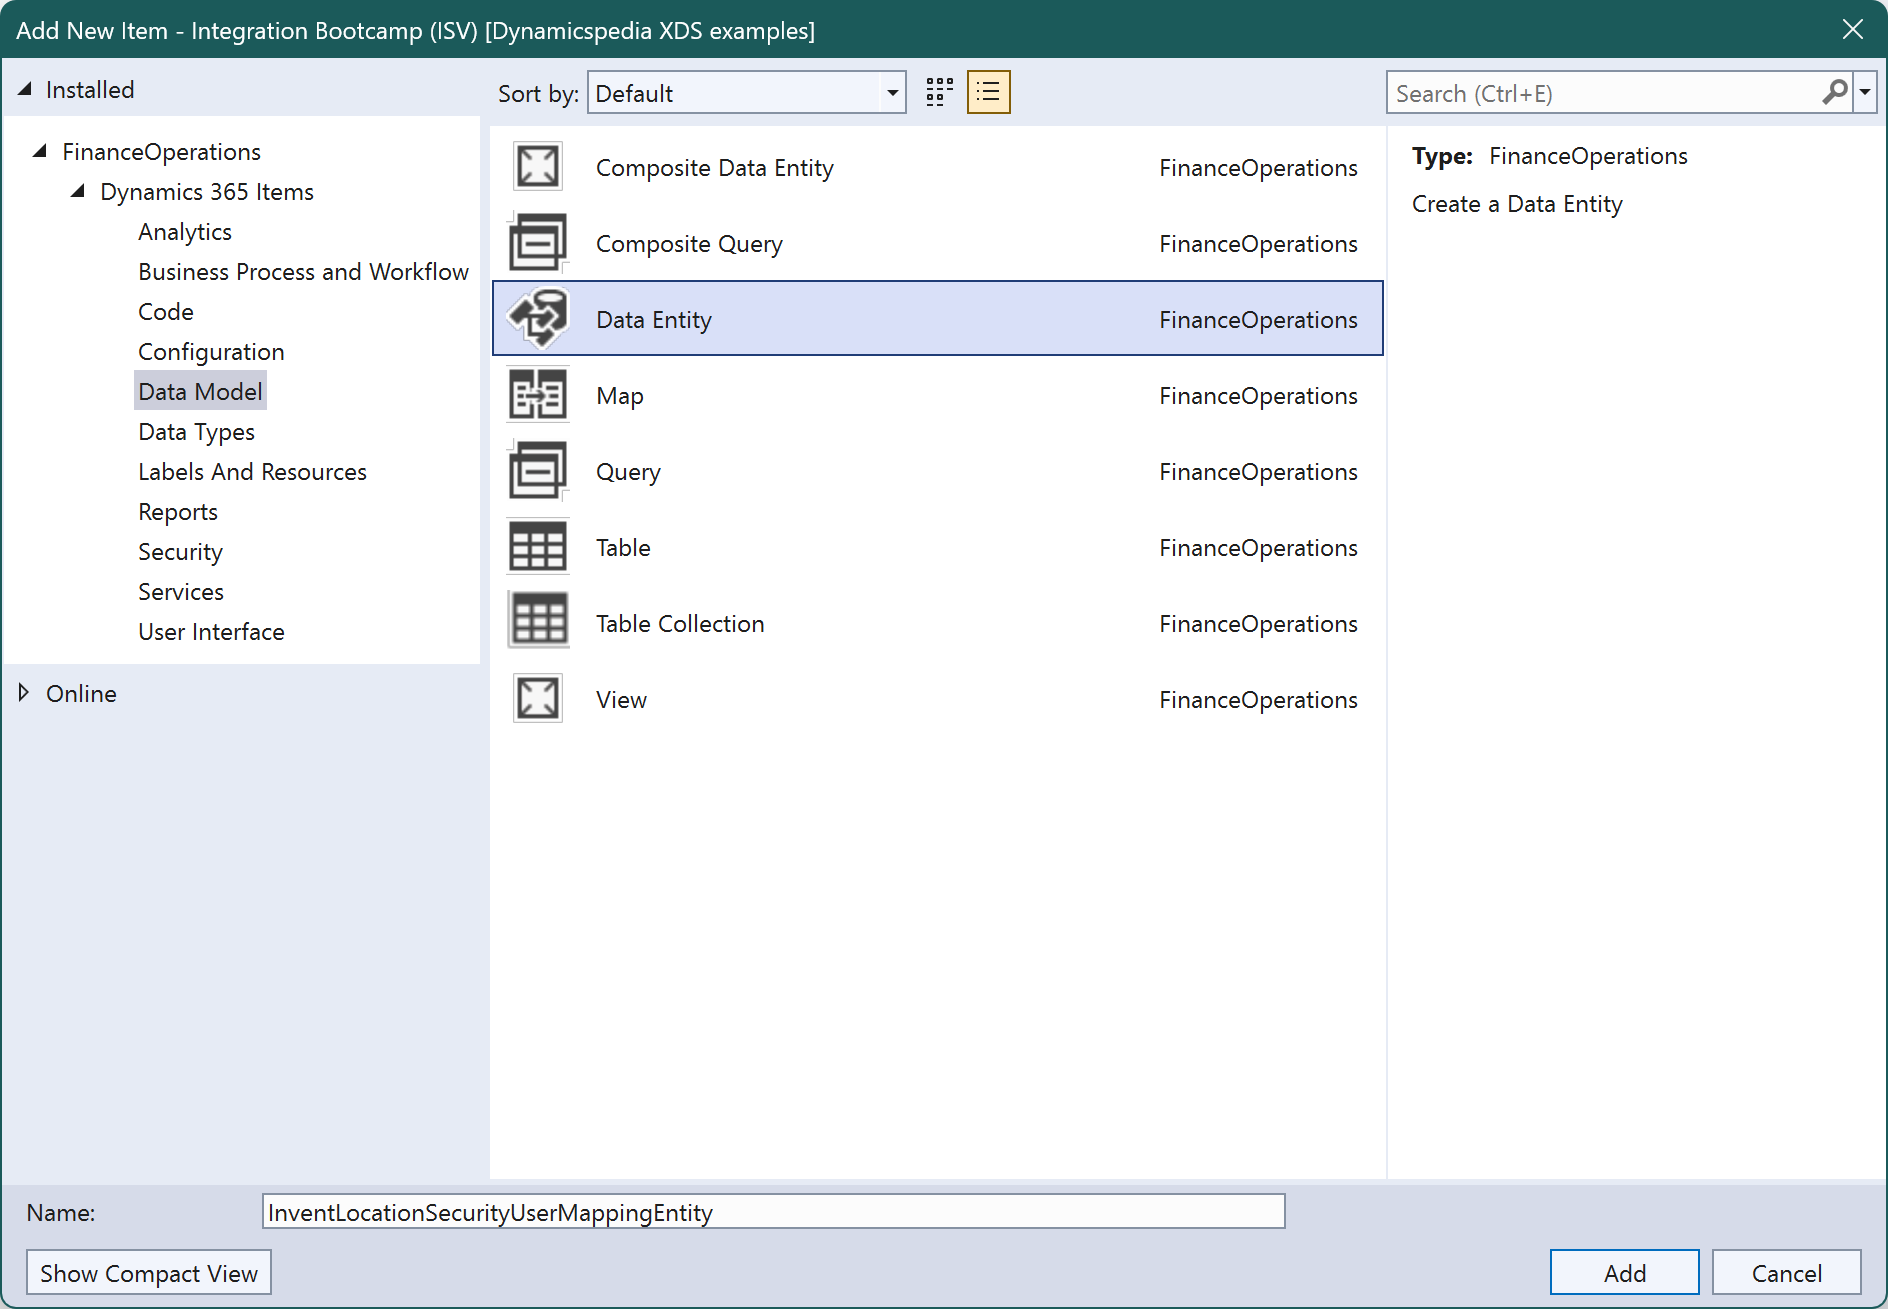 Add New Item - Integration Bootcamp (ISV) [Dynamicspedia XDS examples]
Installed
FinanceOperations
Dynamics 365 Items
Analytics
Business Process and Workflow
Code
Configuration
Data Model
Data Types
Labels And Resources
Reports
Security
Services
User Interface
Online
Sort by: Default
Composite Data Entity FinanceOperations
Composite Query FinanceOperations
Data Entity FinanceOperations
Map FinanceOperations
Query FinanceOperations
Table FinanceOperations
Table Collection FinanceOperations
View FinanceOperations
Search (Ctrl+E)
Type: FinanceOperations
Create a Data Entity
Name: InventLocationSecurityUserMappingEntity
Show Compact View Add Cancel